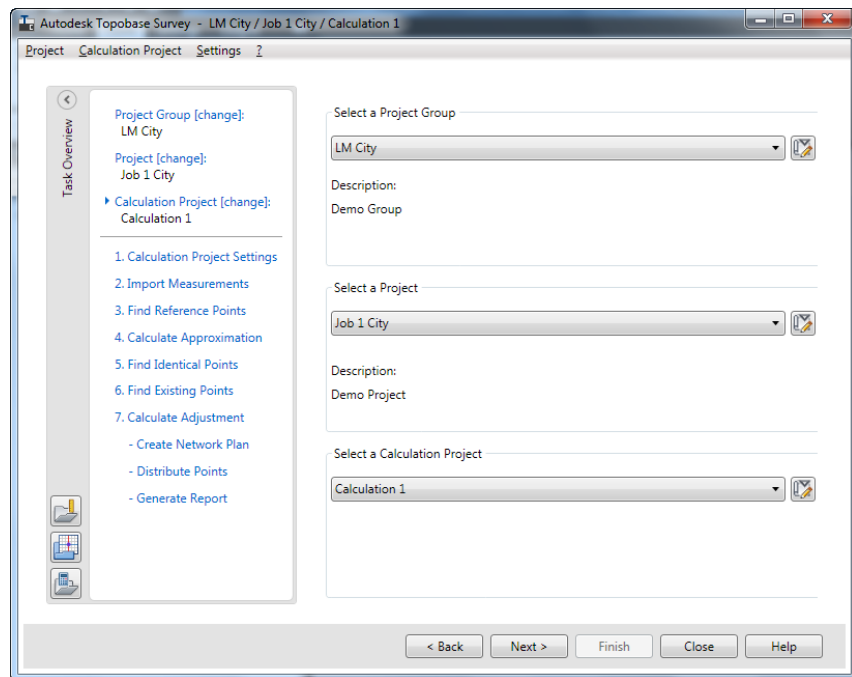 Autodesk Topobase Survey - LM City / Job 1 City / Calculation 1
Project Calculation Project Settings ?
Task Overview
Project Group [change]:
LM City
Project [change]:
Job 1 City
Calculation Project [change]:
Calculation 1
1. Calculation Project Settings
2. Import Measurements
3. Find Reference Points
4. Calculate Approximation
5. Find Identical Points
6. Find Existing Points
7. Calculate Adjustment
- Create Network Plan
- Distribute Points
- Generate Report
Select a Project Group
LM City
Description:
Demo Group
Select a Project
Job 1 City
Description:
Demo Project
Select a Calculation Project
Calculation 1
< Back Next > Finish Close Help